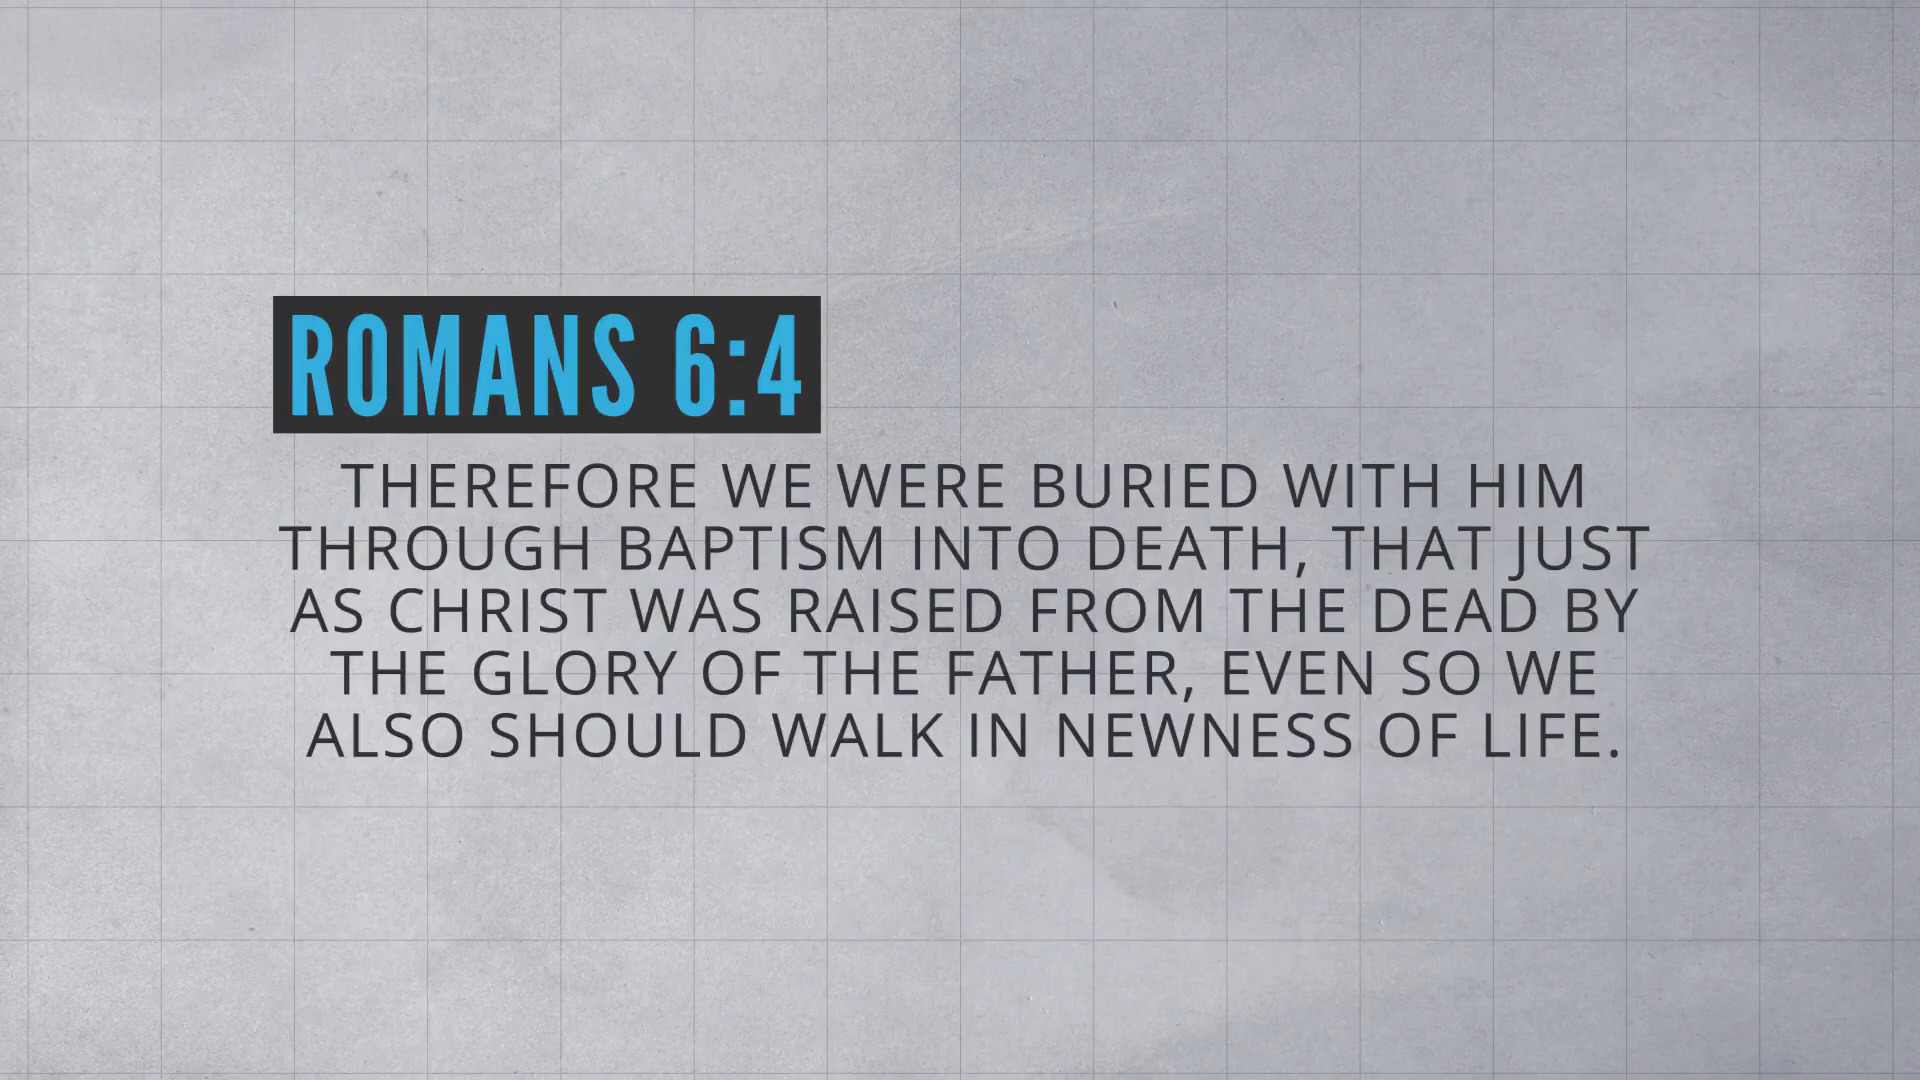 ROMANS 6:4
THEREFORE WE WERE BURIED WITH HIM
THROUGH BAPTISM INTO DEATH, THAT JUST
AS CHRIST WAS RAISED FROM THE DEAD BY
THE GLORY OF THE FATHER, EVEN SO WE
ALSO SHOULD WALK IN NEWNESS OF LIFE.